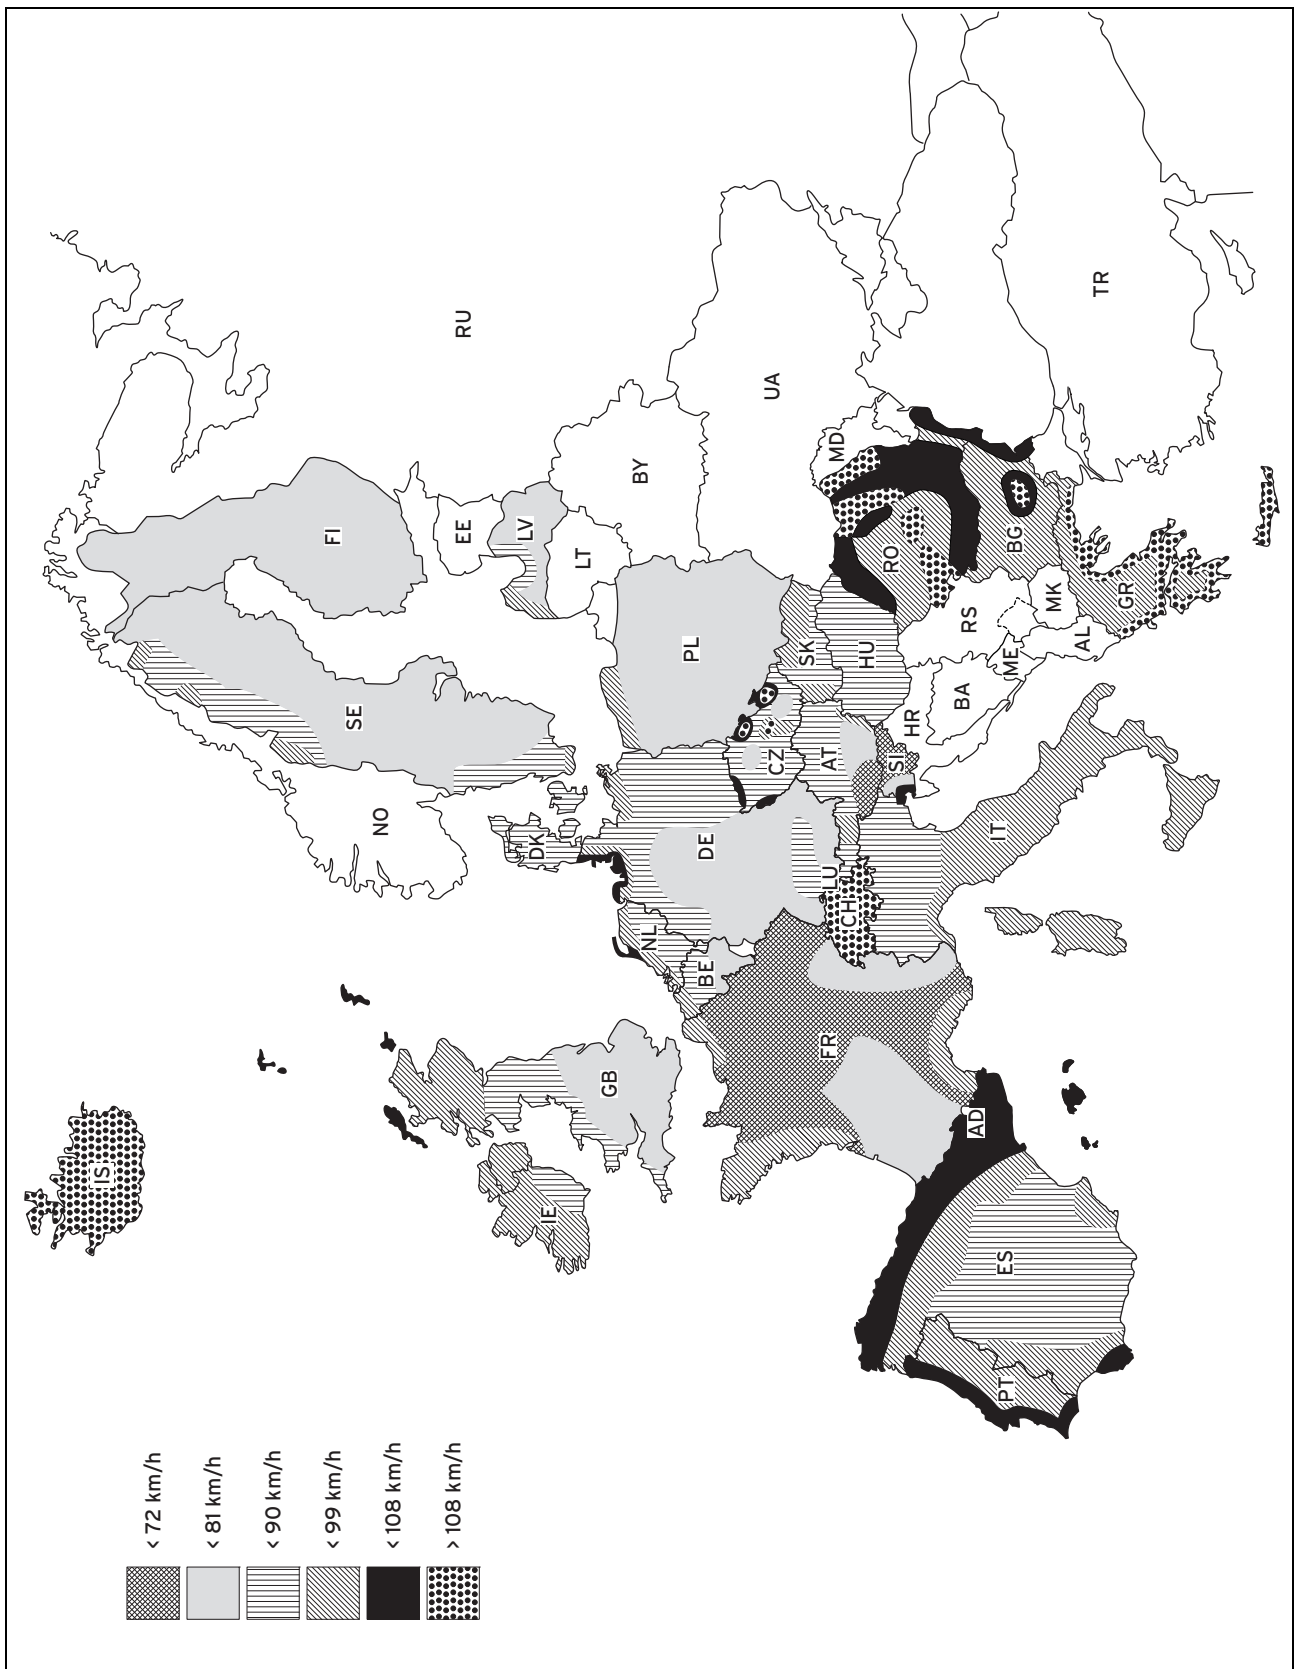 < 72 km/h
< 81 km/h
< 90 km/h
< 99 km/h
< 108 km/h
> 108 km/h
IS
NO
SE
FI
RU
EE
LV
LT
BY
DK
IE
GB
NL
BE
DE
PL
LU
CZ
SK
UA
MD
FR
CH
AT
HU
RO
SI
HR
BA
RS
ME
MK
AL
BG
GR
TR
IT
AD
ES
PT